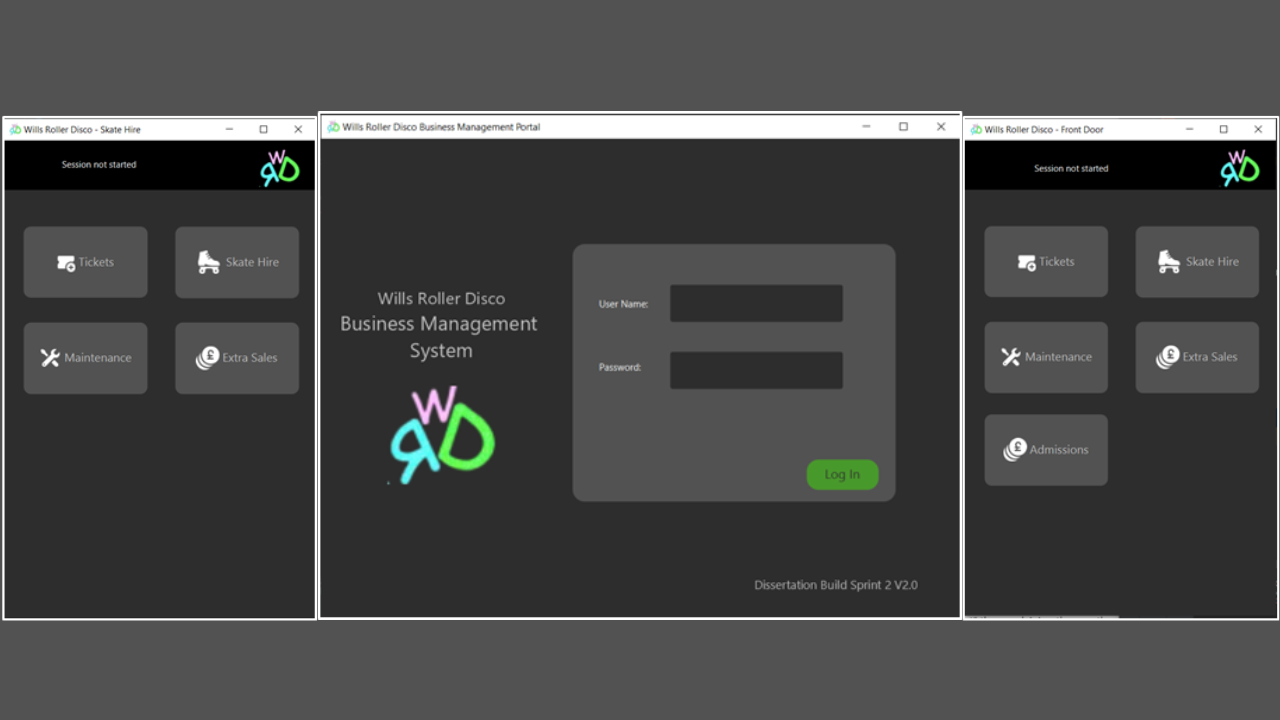 Wills Roller Disco - Skate Hire
Session not started
WRD
Tickets
Skate Hire
Maintenance
£ Extra Sales
Wills Roller Disco Business Management Portal
Wills Roller Disco
Business Management
System
WRD
User Name:
Password:
Log In
Dissertation Build Sprint 2 V2.0
Wills Roller Disco - Front Door
Session not started
WRD
Tickets
Skate Hire
Maintenance
£ Extra Sales
£ Admissions